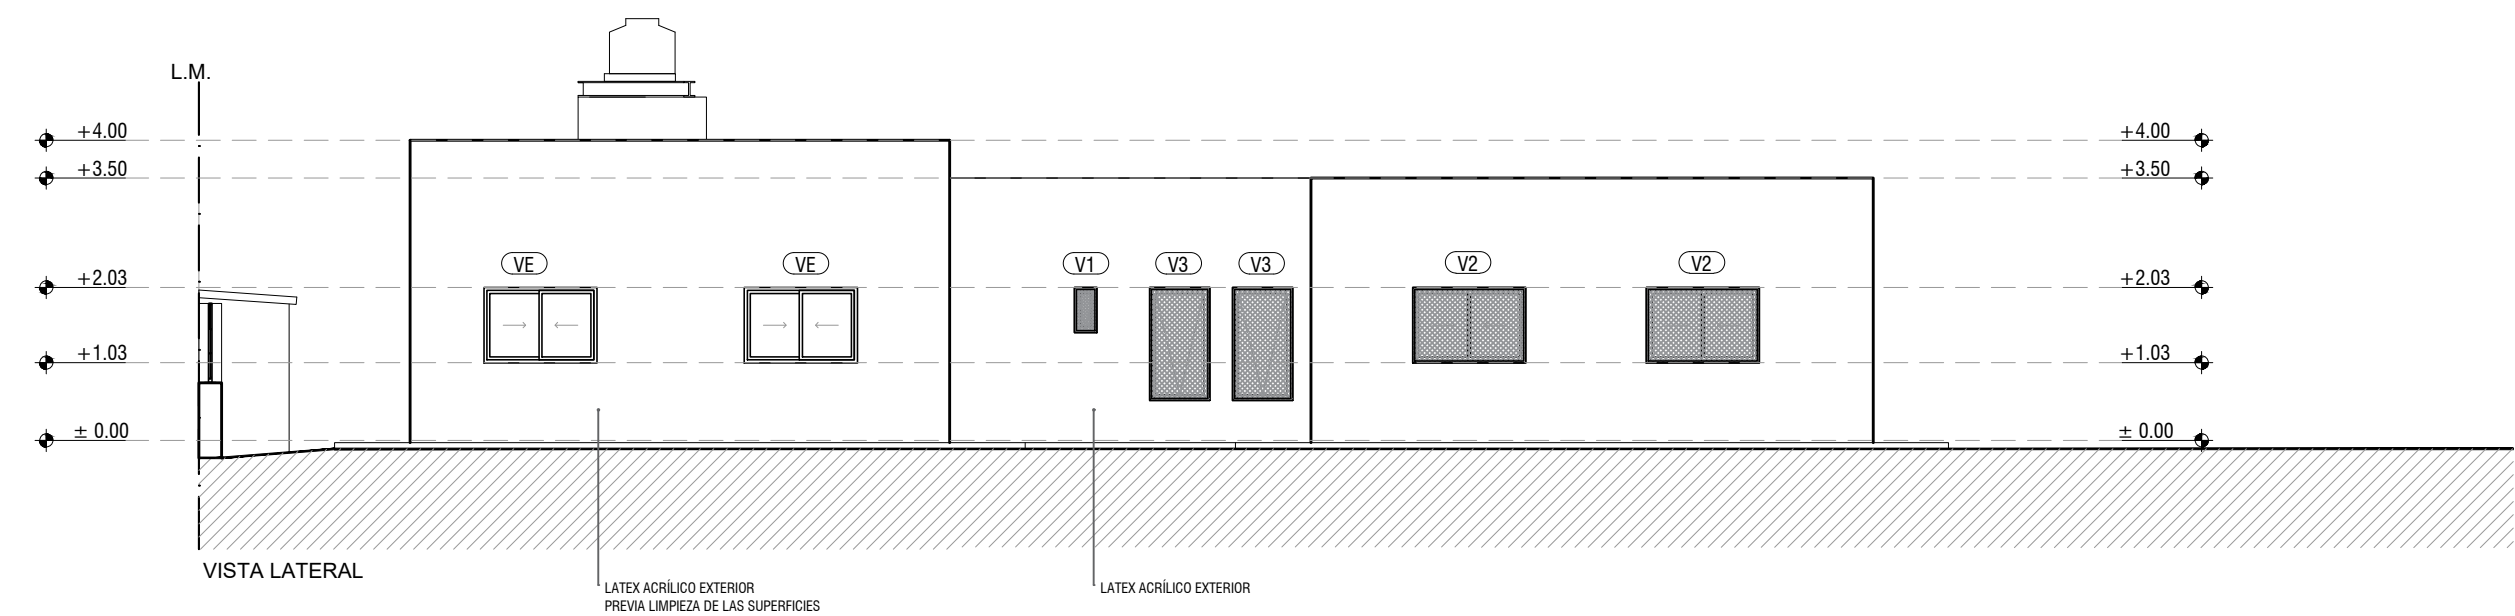 L.M.
+4.00
+4.00
+3.50
+3.50
VE
VE
V1
V3
V3
V2
V2
+2.03
+2.03
+1.03
+1.03
± 0.00
± 0.00
VISTA LATERAL
LATEX ACRÍLICO EXTERIOR
PREVIA LIMPIEZA DE LAS SUPERFICIES
LATEX ACRÍLICO EXTERIOR